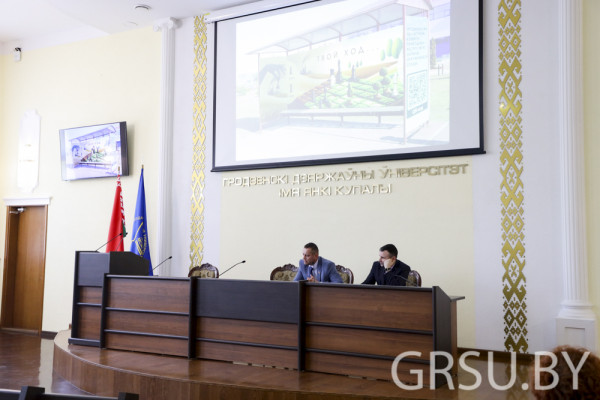 ГРОДЗЕНСКІ ДЗЯРЖАЎНЫ ЎНІВЕРСІТЭТ
ІМЯ ЯНКІ КУПАЛЫ
GRSU.BY